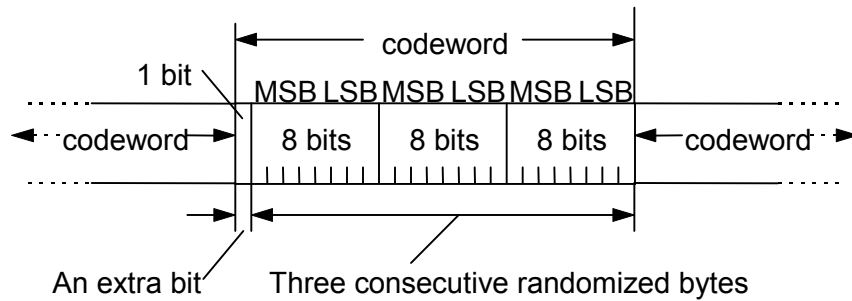 codeword
1 bit
MSB LSB MSB LSB MSB LSB
codeword 8 bits 8 bits 8 bits codeword
An extra bit Three consecutive randomized bytes